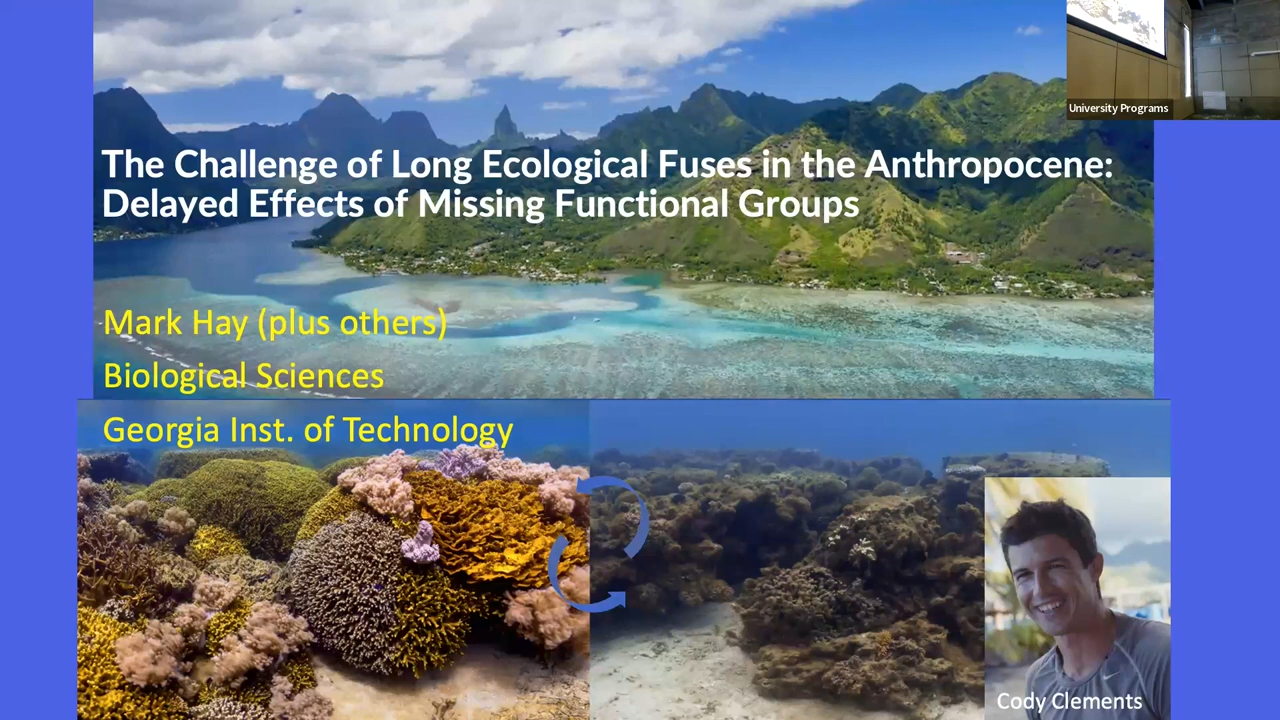 University Programs
The Challenge of Long Ecological Fuses in the Anthropocene:
Delayed Effects of Missing Functional Groups
Mark Hay (plus others)
Biological Sciences
Georgia Inst. of Technology
Cody Clements